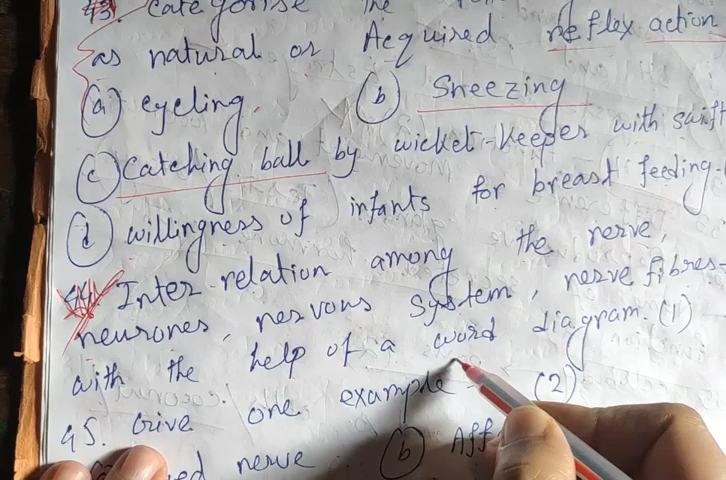 43. Categorise the
as natural or Acquired reflex action
(a) cycling. (b) Sneezing
(c) Catching ball by wicket-keeper with swift
(d) willingness of infants for breast feeding.
44. Inter relation among the nerve,
neurones, nervous system, nerve fibres-
with the help of a word diagram. (1)
45. Give one example - (2)
nerve (b) Aff